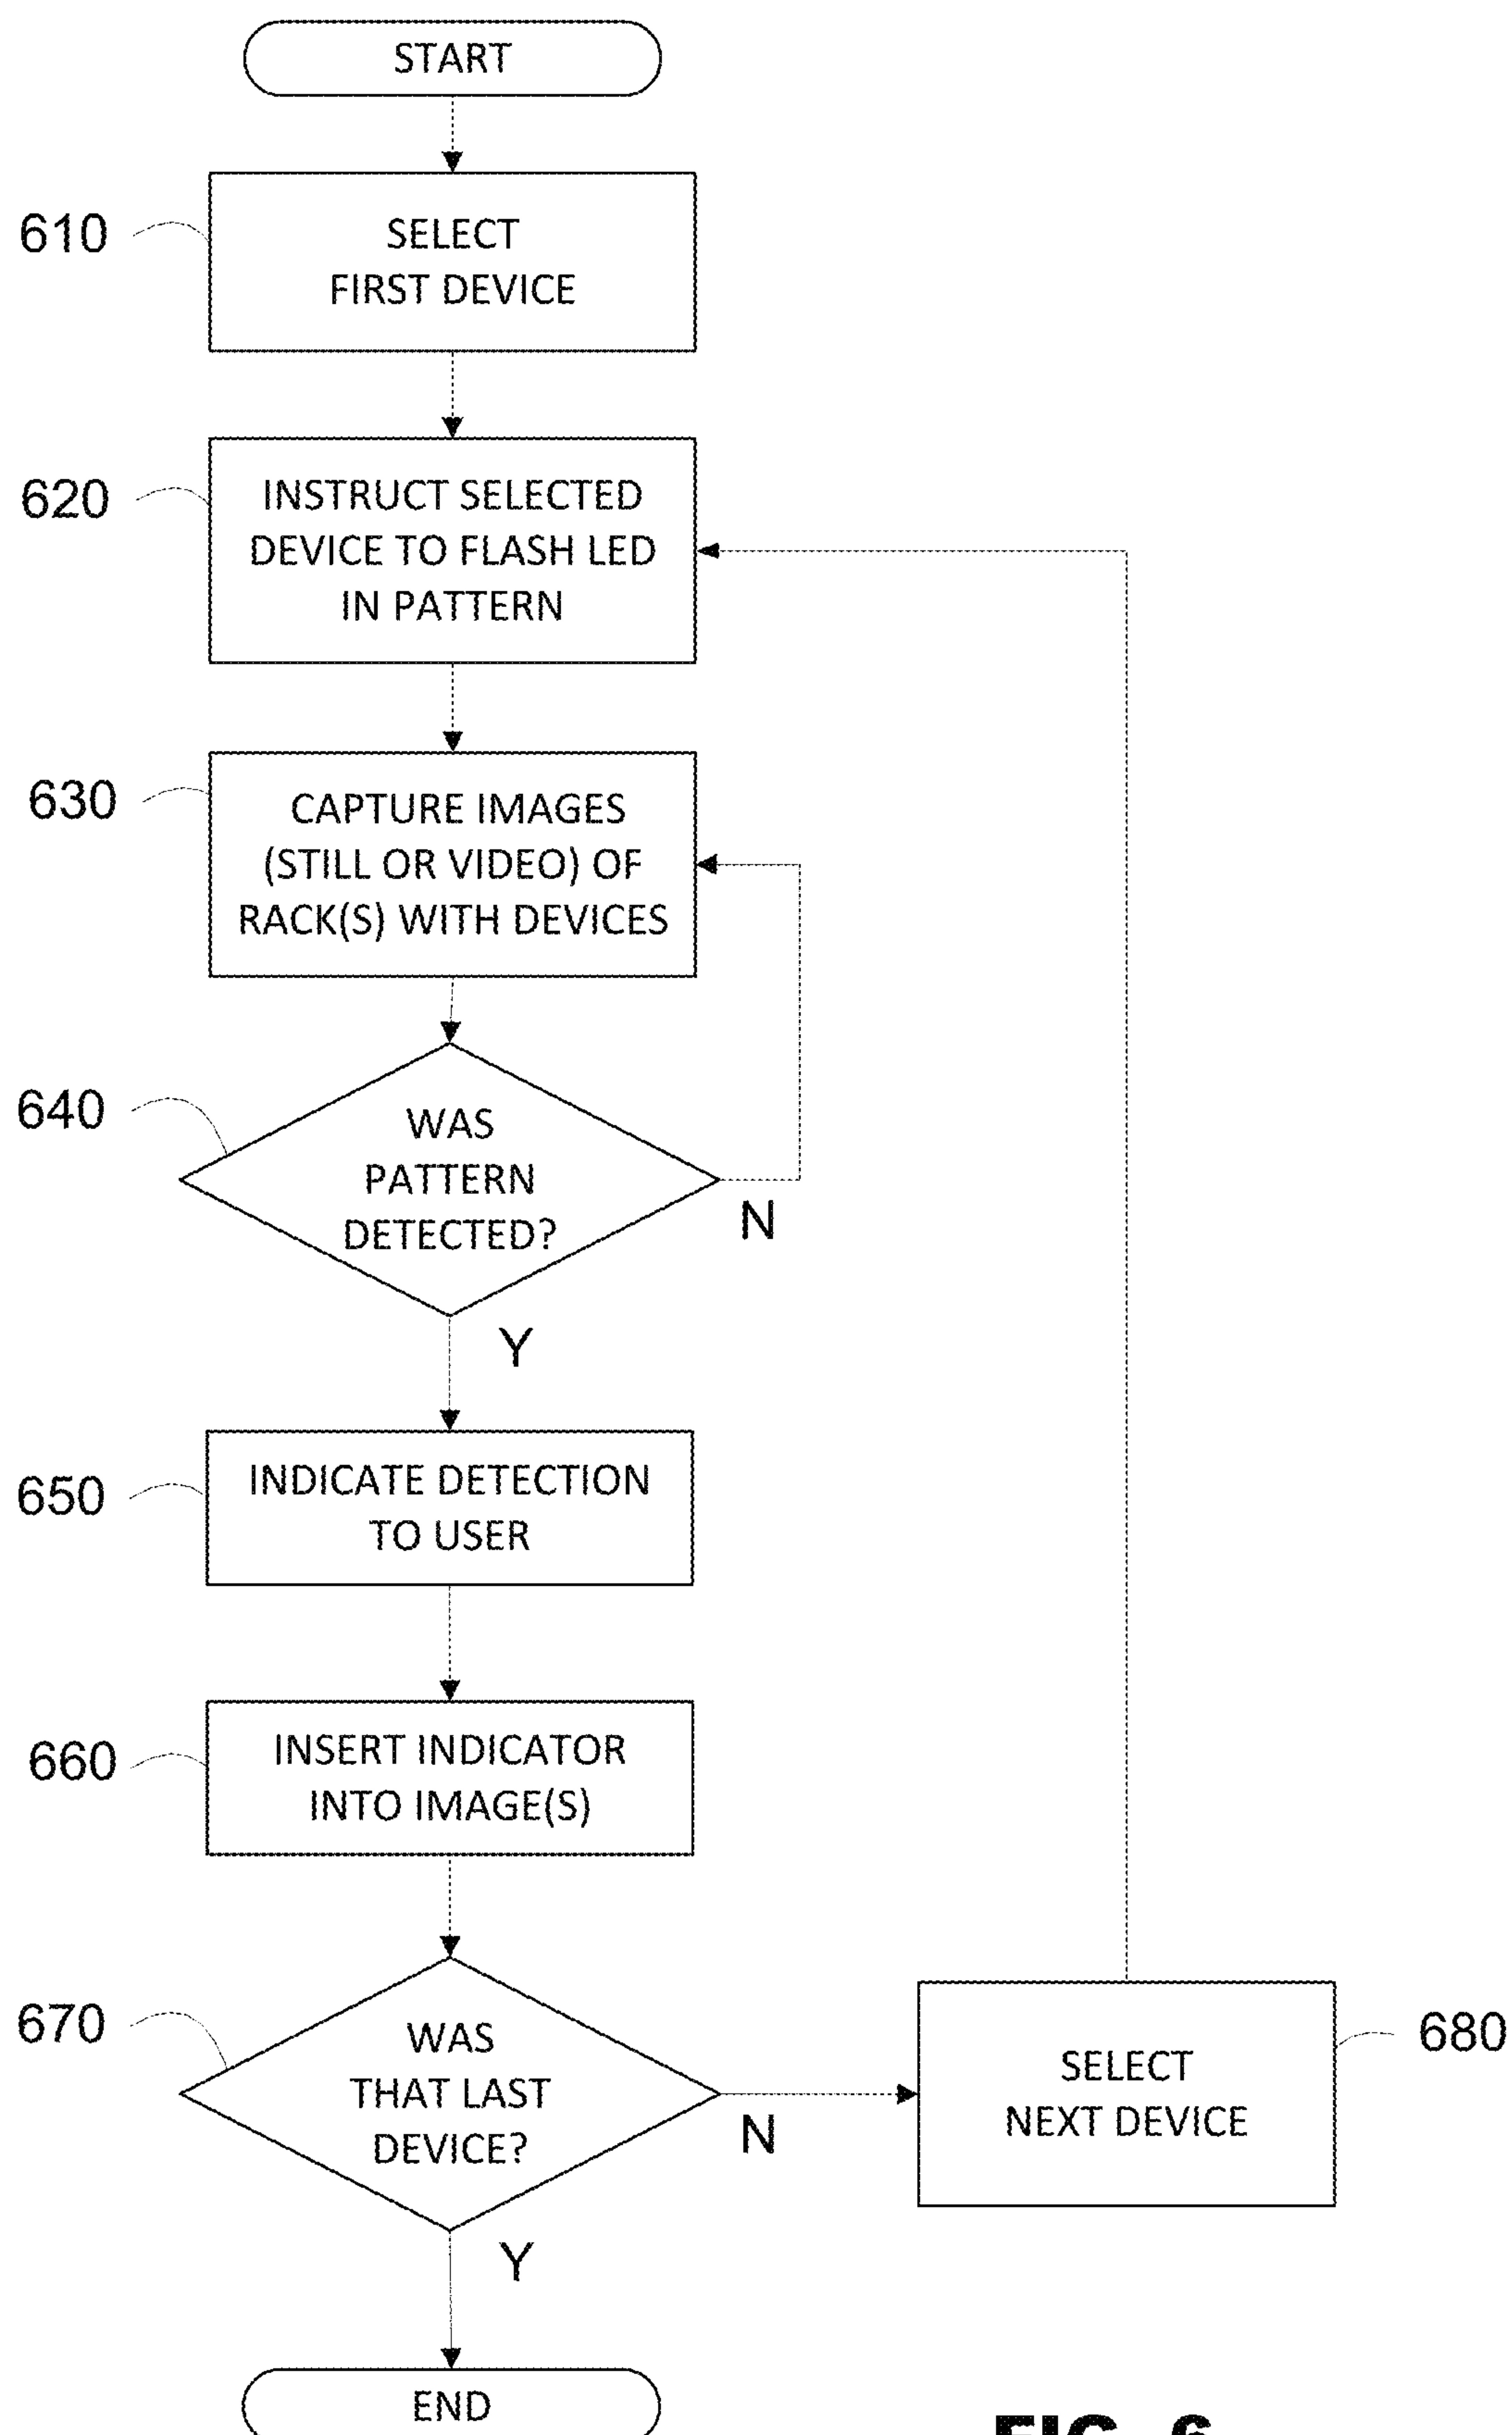 START
610
SELECT
FIRST DEVICE
620
INSTRUCT SELECTED
DEVICE TO FLASH LED
IN PATTERN
630
CAPTURE IMAGES
(STILL OR VIDEO) OF
RACK(S) WITH DEVICES
640
WAS
PATTERN
DETECTED?
N
Y
650
INDICATE DETECTION
TO USER
660
INSERT INDICATOR
INTO IMAGE(S)
670
WAS
THAT LAST
DEVICE?
N
680
SELECT
NEXT DEVICE
Y
END
FIG. 6